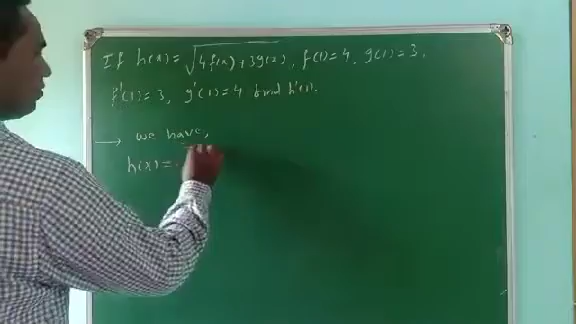 If h(x) = √4f(x) + 3g(x), f(1) = 4, g(1) = 3,
f'(1) = 3, g'(1) = 4 find h'(1).
→ we have,
h(x) =